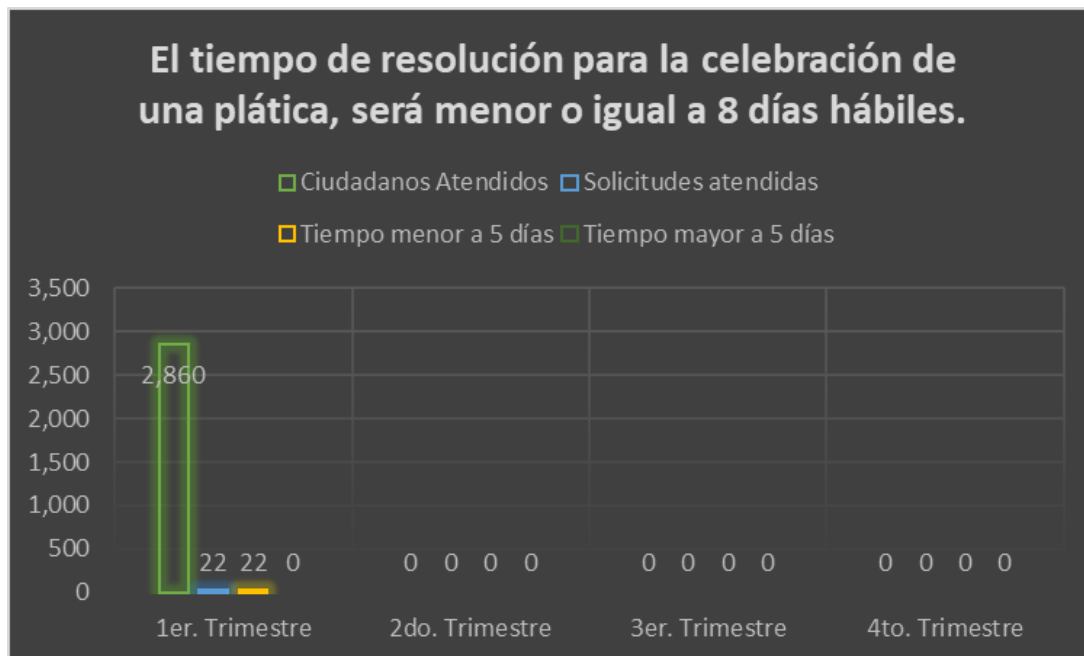 El tiempo de resolución para la celebración de
una plática, será menor o igual a 8 días hábiles.
Ciudadanos Atendidos Solicitudes atendidas
Tiempo menor a 5 días Tiempo mayor a 5 días
3,500
3,000
2,500
2,000
1,500
1,000
500
0
2,860
22 22 0 0 0 0 0 0 0 0 0 0 0 0 0
1er. Trimestre 2do. Trimestre 3er. Trimestre 4to. Trimestre